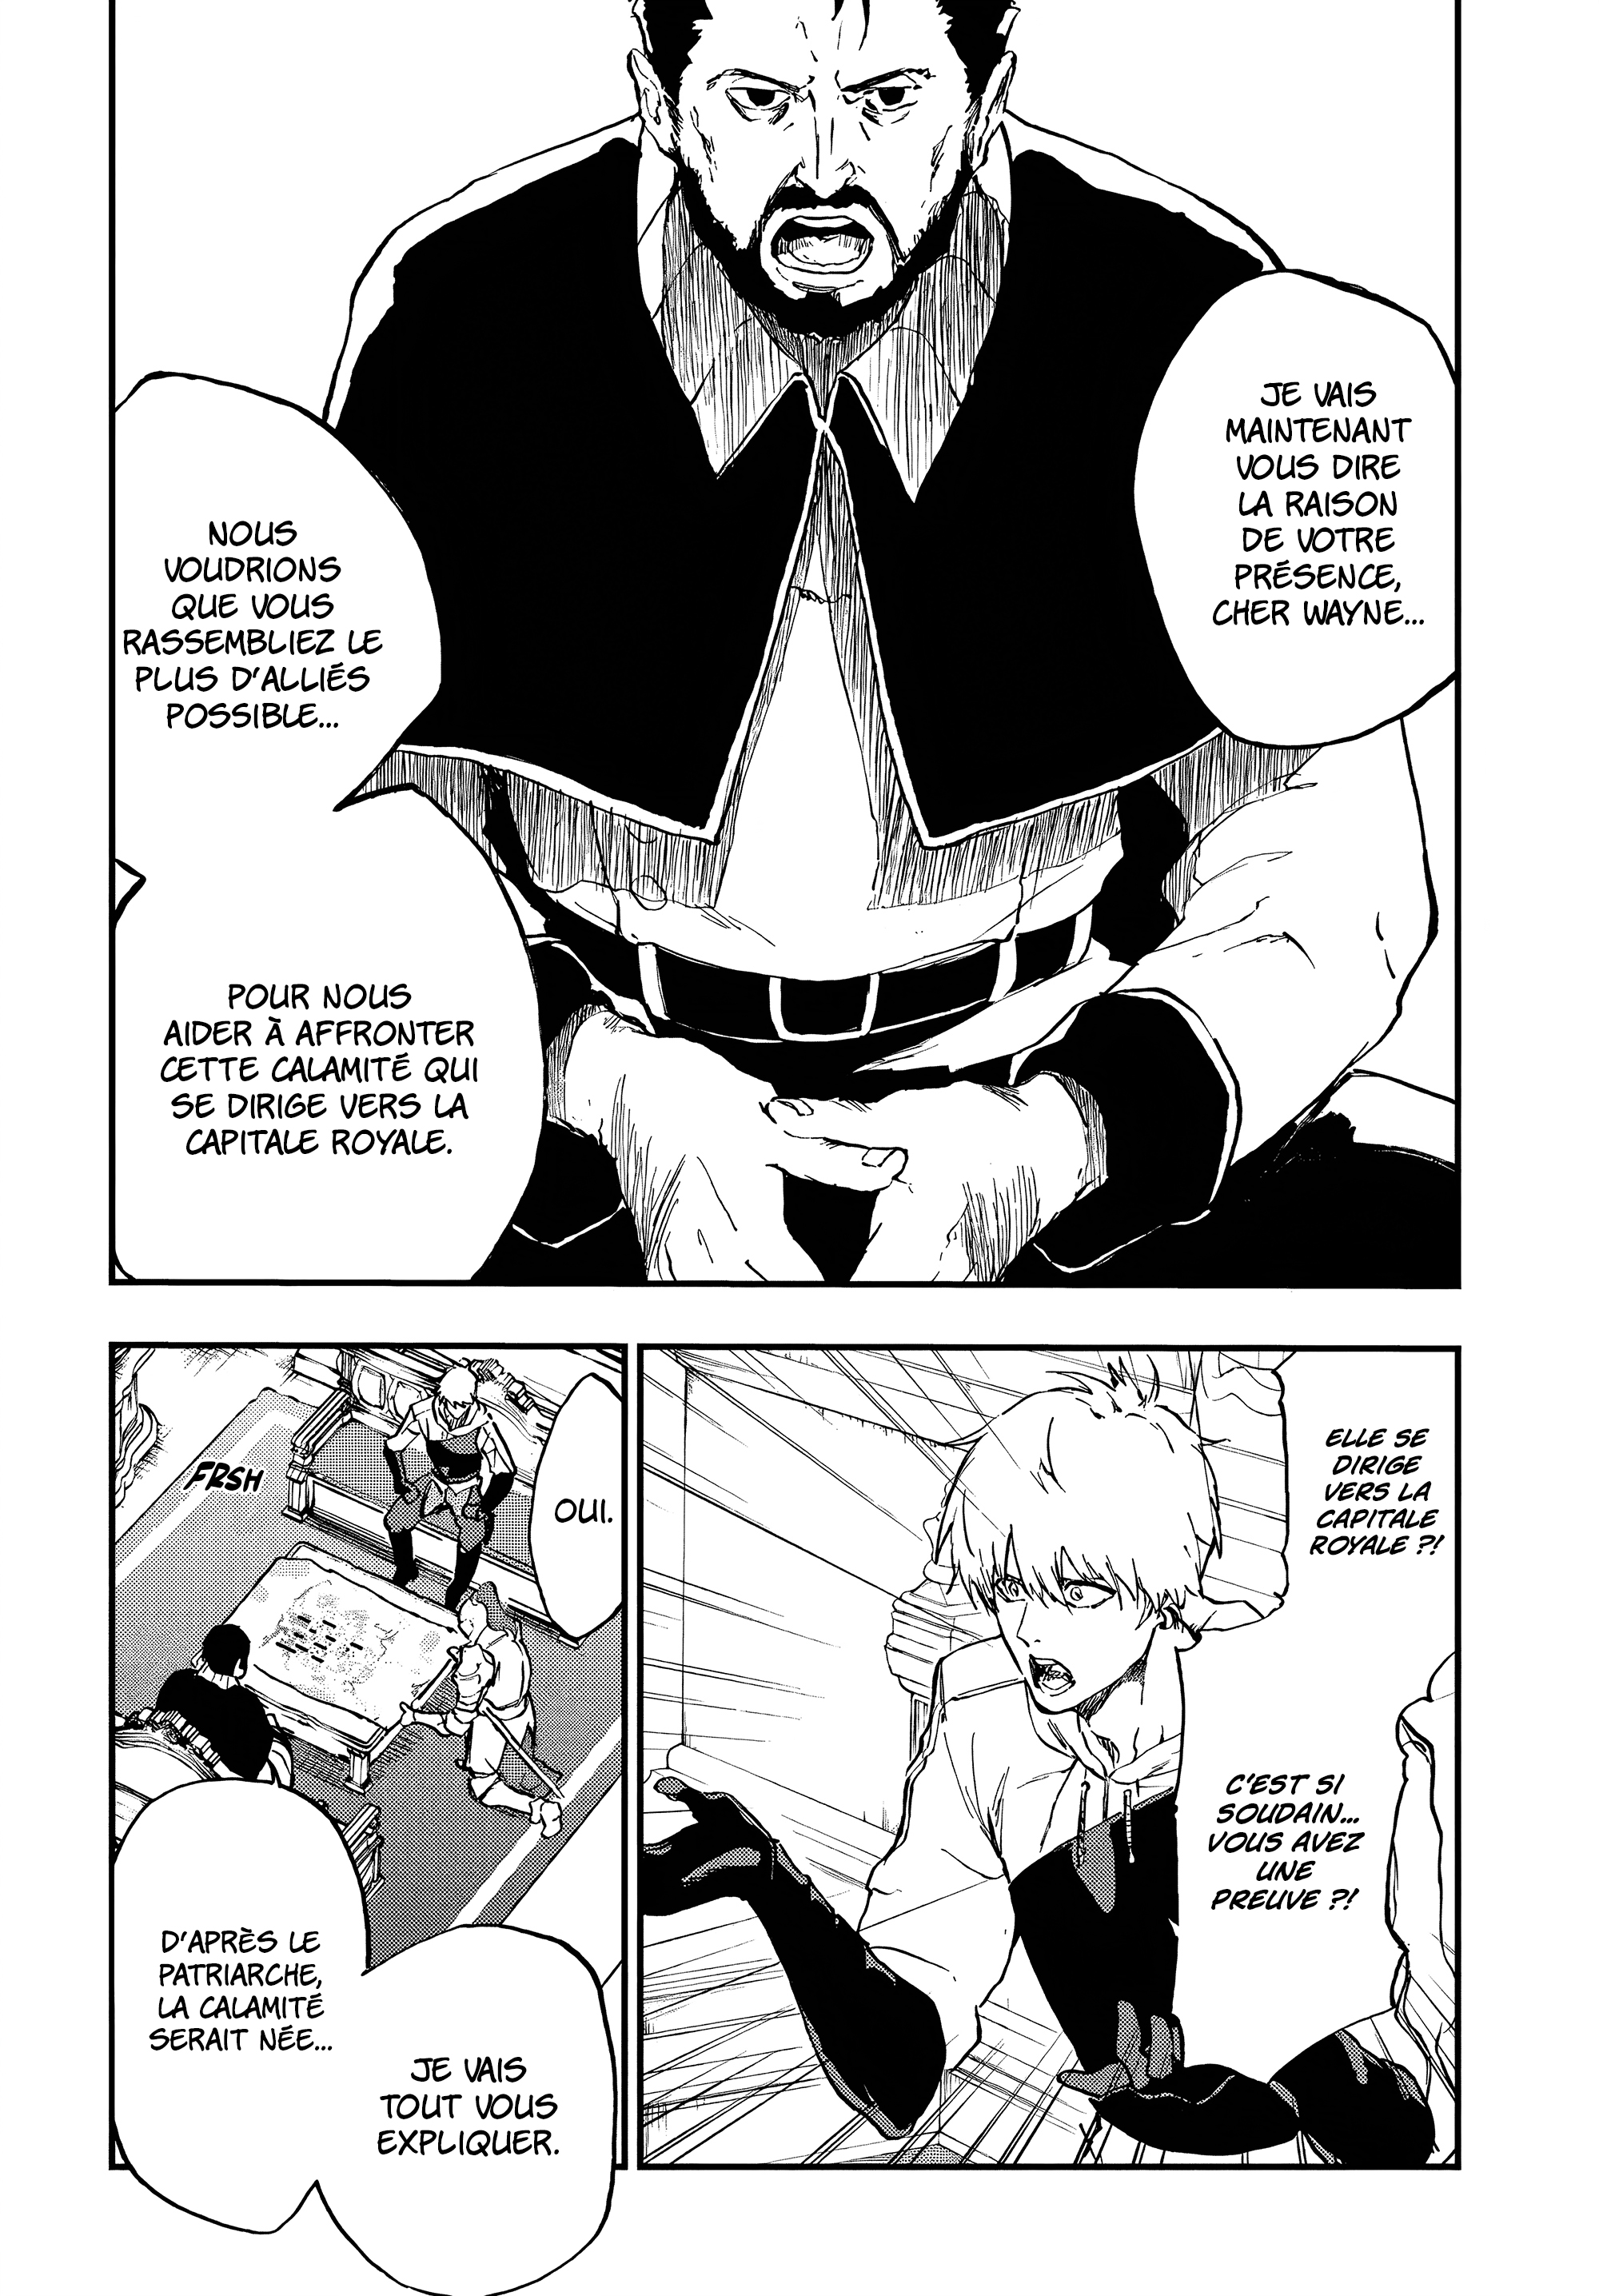 JE VAIS
MAINTENANT
VOUS DIRE
LA RAISON
DE VOTRE
PRÉSENCE,
CHER WAYNE...
NOUS
VOUDRIONS
QUE VOUS
RASSEMBLIEZ LE
PLUS D'ALLIÉS
POSSIBLE...
POUR NOUS
AIDER À AFFRONTER
CETTE CALAMITÉ QUI
SE DIRIGE VERS LA
CAPITALE ROYALE.
ELLE SE
DIRIGE
VERS LA
CAPITALE
ROYALE ?!
C'EST SI
SOUDAIN...
VOUS AVEZ
UNE
PREUVE ?!
OUI.
FRSH
JE VAIS
TOUT VOUS
EXPLIQUER.
D'APRÈS LE
PATRIARCHE,
LA CALAMITÉ
SERAIT NÉE...